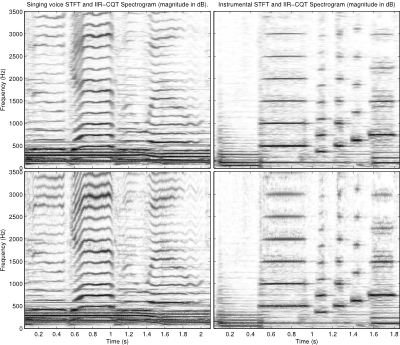 Singing voice STFT and IIR−CQT Spectrogram (magnitude in dB).
Instrumental STFT and IIR−CQT Spectrogram (magnitude in dB)
3500
3000
2500
2000
1500
1000
500
0
Frequency (Hz)
3500
3000
2500
2000
1500
1000
500
0
Frequency (Hz)
0.2 0.4 0.6 0.8 1 1.2 1.4 1.6 1.8 2
0.2 0.4 0.6 0.8 1 1.2 1.4 1.6 1.8
Time (s)
Time (s)